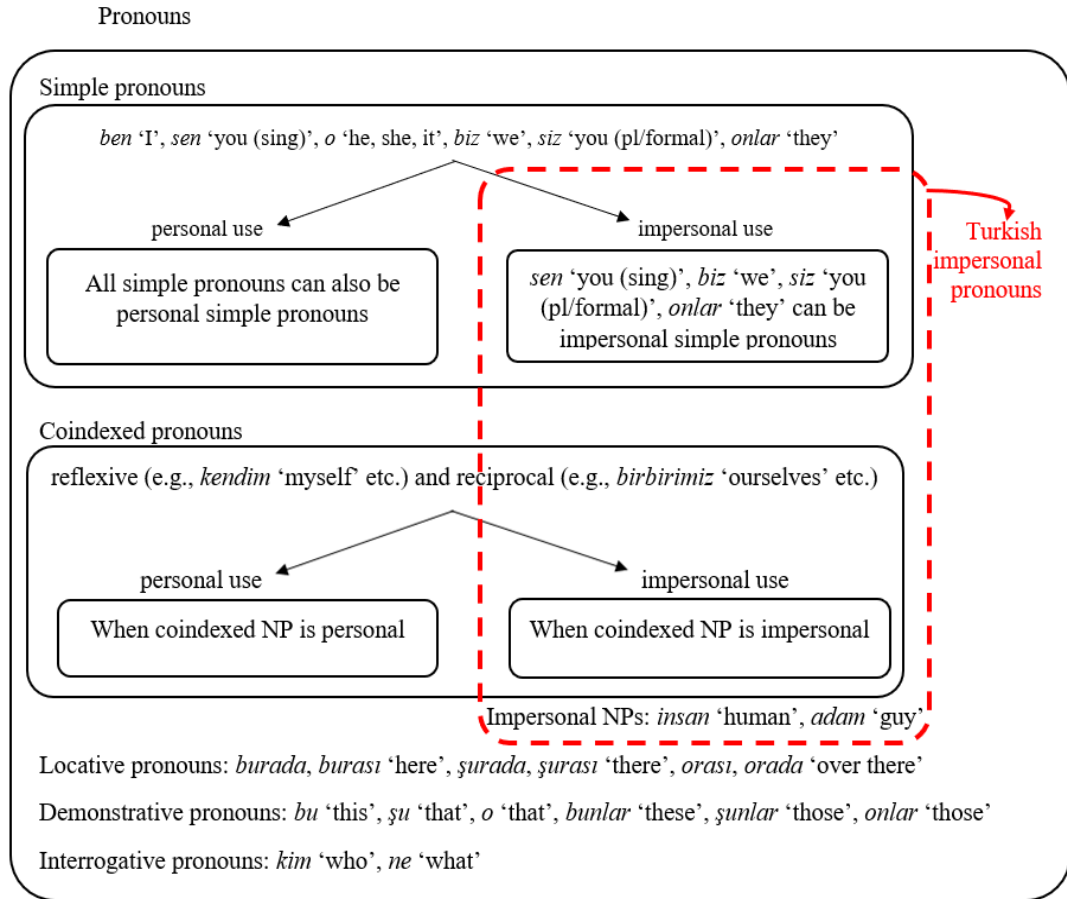 Pronouns
Simple pronouns
ben ‘I’, sen ‘you (sing)’, o ‘he, she, it’, biz ‘we’, siz ‘you (pl/formal)’, onlar ‘they’
personal use
All simple pronouns can also be
personal simple pronouns
impersonal use
sen ‘you (sing)’, biz ‘we’, siz ‘you
(pl/formal)’, onlar ‘they’ can be
impersonal simple pronouns
Turkish
impersonal
pronouns
Coindexed pronouns
reflexive (e.g., kendim ‘myself’ etc.) and reciprocal (e.g., birbirimiz ‘ourselves’ etc.)
personal use
When coindexed NP is personal
impersonal use
When coindexed NP is impersonal
Impersonal NPs: insan ‘human’, adam ‘guy’
Locative pronouns: burada, burası ‘here’, şurada, şurası ‘there’, orası, orada ‘over there’
Demonstrative pronouns: bu ‘this’, şu ‘that’, o ‘that’, bunlar ‘these’, şunlar ‘those’, onlar ‘those’
Interrogative pronouns: kim ‘who’, ne ‘what’